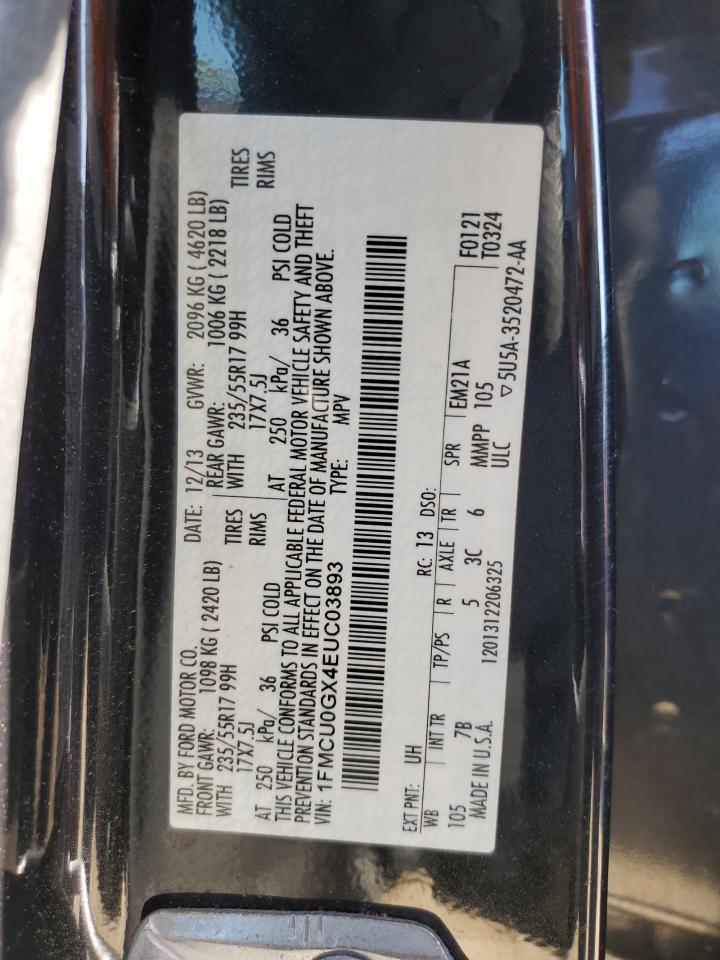 MFD. BY FORD MOTOR CO.
DATE: 12/13 GVWR: 2096 KG ( 4620 LB)
FRONT GAWR: 1098 KG ( 2420 LB) REAR GAWR: 1006 KG ( 2218 LB)
WITH 235/55R17 99H TIRES WITH 235/55R17 99H TIRES
17X7.5J RIMS 17X7.5J RIMS
AT 250 kPa/ 36 PSI COLD AT 250 kPa/ 36 PSI COLD
THIS VEHICLE CONFORMS TO ALL APPLICABLE FEDERAL MOTOR VEHICLE SAFETY AND THEFT
PREVENTION STANDARDS IN EFFECT ON THE DATE OF MANUFACTURE SHOWN ABOVE.
VIN: 1FMCU0GX4EUC03893 TYPE: MPV
EXT PNT: UH RC: 13 DSO:
WB INT TR TP/PS R AXLE TR SPR EM21A F0121
105 7B 5 3C 6 MMPP 105 T0324
ULC
MADE IN U.S.A. 1201312206325 ▽5U5A-3520472-AA